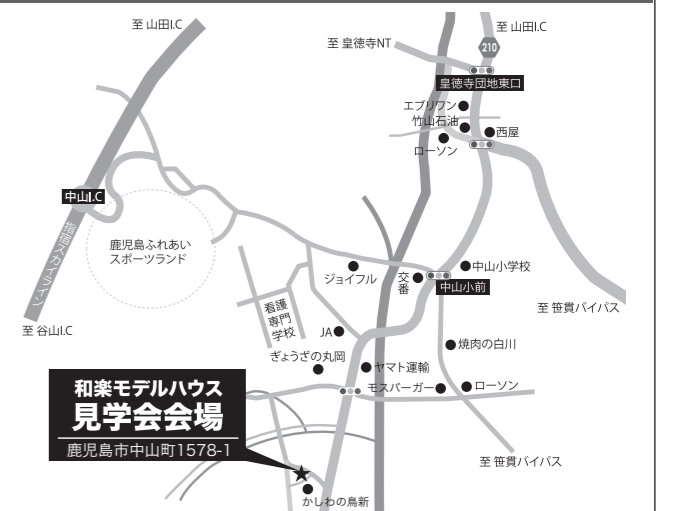 至 山田I.C
至 山田I.C
至 皇徳寺NT
210
皇徳寺団地東口
エブリワン
竹山石油
西屋
ローソン
中山I.C
指宿スカイライン
鹿児島ふれあい
スポーツランド
ジョイフル
交番
中山小学校
中山小前
至 笹貫バイパス
看護
専門
学校
至 谷山I.C
JA
焼肉の白川
ぎょうざの丸岡
ヤマト運輸
モスバーガー
ローソン
和楽モデルハウス
見学会会場
鹿児島市中山町1578-1
至 笹貫バイパス
かしわの鳥新